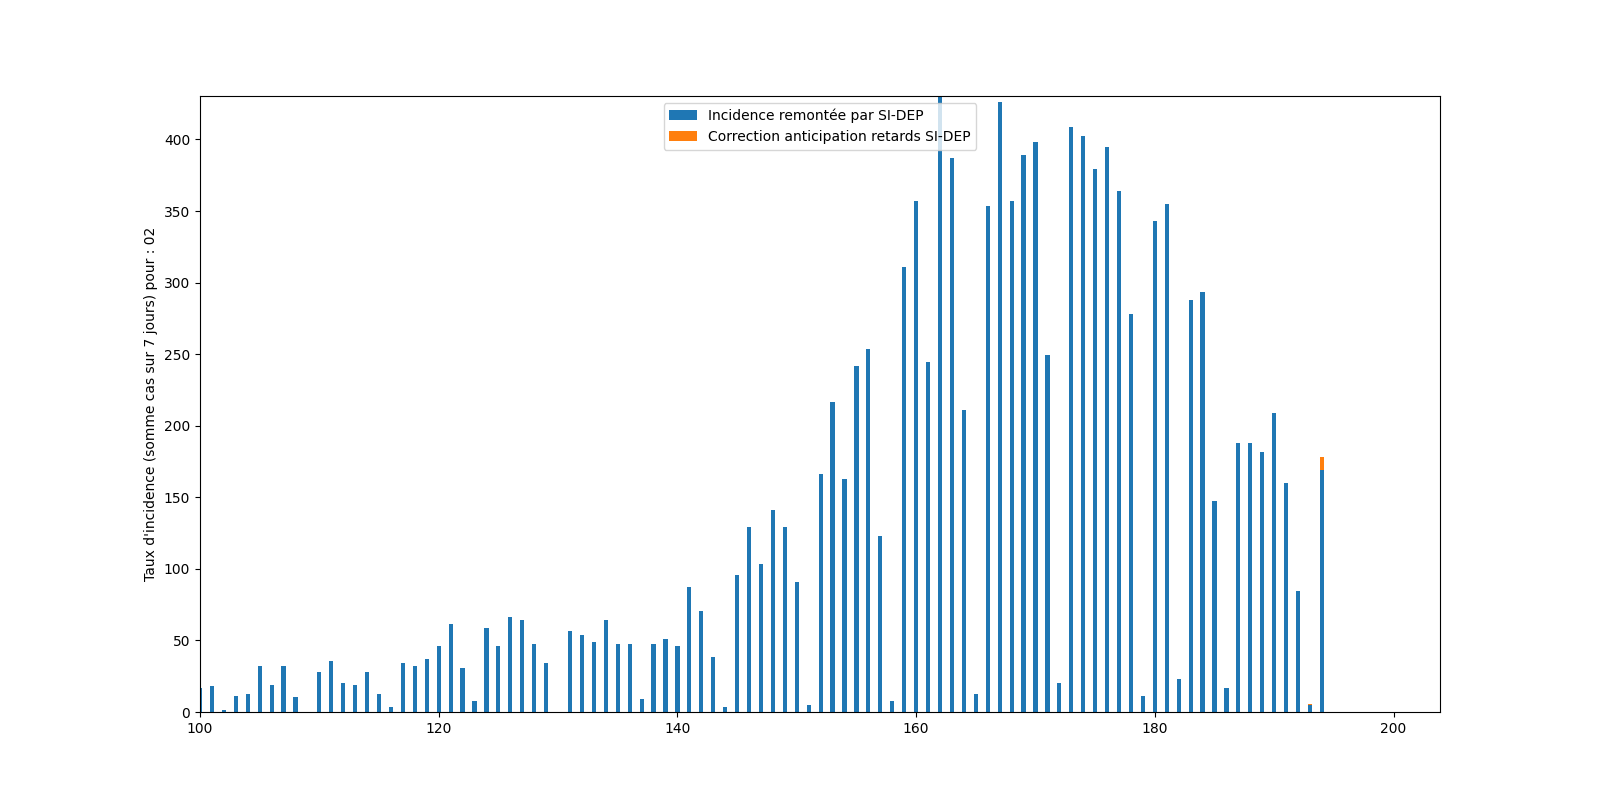 Incidence remontée par SI-DEP
Correction anticipation retards SI-DEP
Taux d'incidence (somme cas sur 7 jours) pour : 02
400
350
300
250
200
150
100
50
0
100 120 140 160 180 200